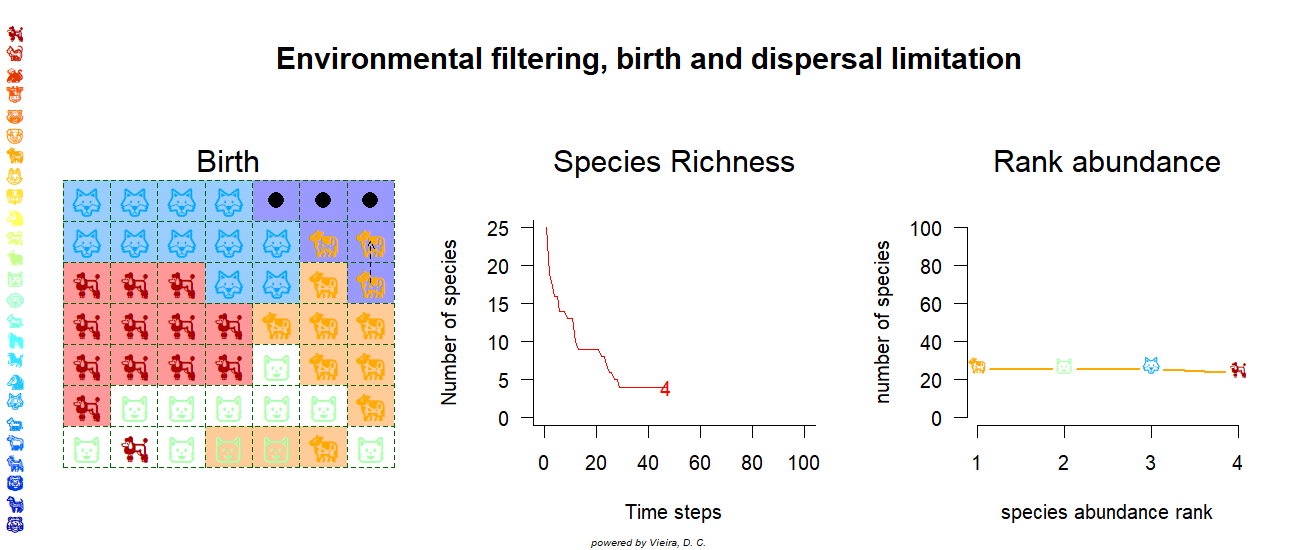 Environmental filtering, birth and dispersal limitation
Birth
Species Richness
Rank abundance
Number of species
25
20
15
10
5
0
4
0 20 40 60 80 100
Time steps
number of species
100
80
60
40
20
0
1 2 3 4
species abundance rank
powered by Vieira, D. C.